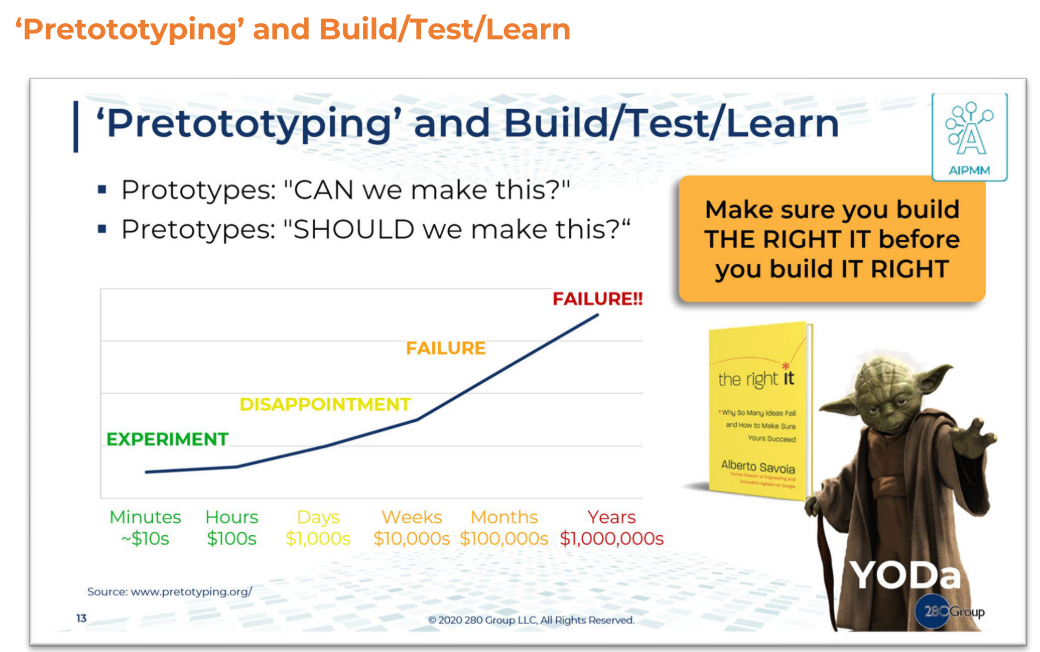 ‘Pretototyping’ and Build/Test/Learn
‘Pretototyping’ and Build/Test/Learn
AIPMM
▪ Prototypes: "CAN we make this?"
▪ Pretotypes: "SHOULD we make this?“
Make sure you build
THE RIGHT IT before
you build IT RIGHT
FAILURE!!
FAILURE
DISAPPOINTMENT
EXPERIMENT
Minutes Hours Days Weeks Months Years
~$10s $100s $1,000s $10,000s $100,000s $1,000,000s
the right it
* Why So Many Ideas Fail
and How to Make Sure
Yours Succeed
Alberto Savoia
YODa
Source: www.pretotyping.org/
13
© 2020 280 Group LLC, All Rights Reserved.
280Group